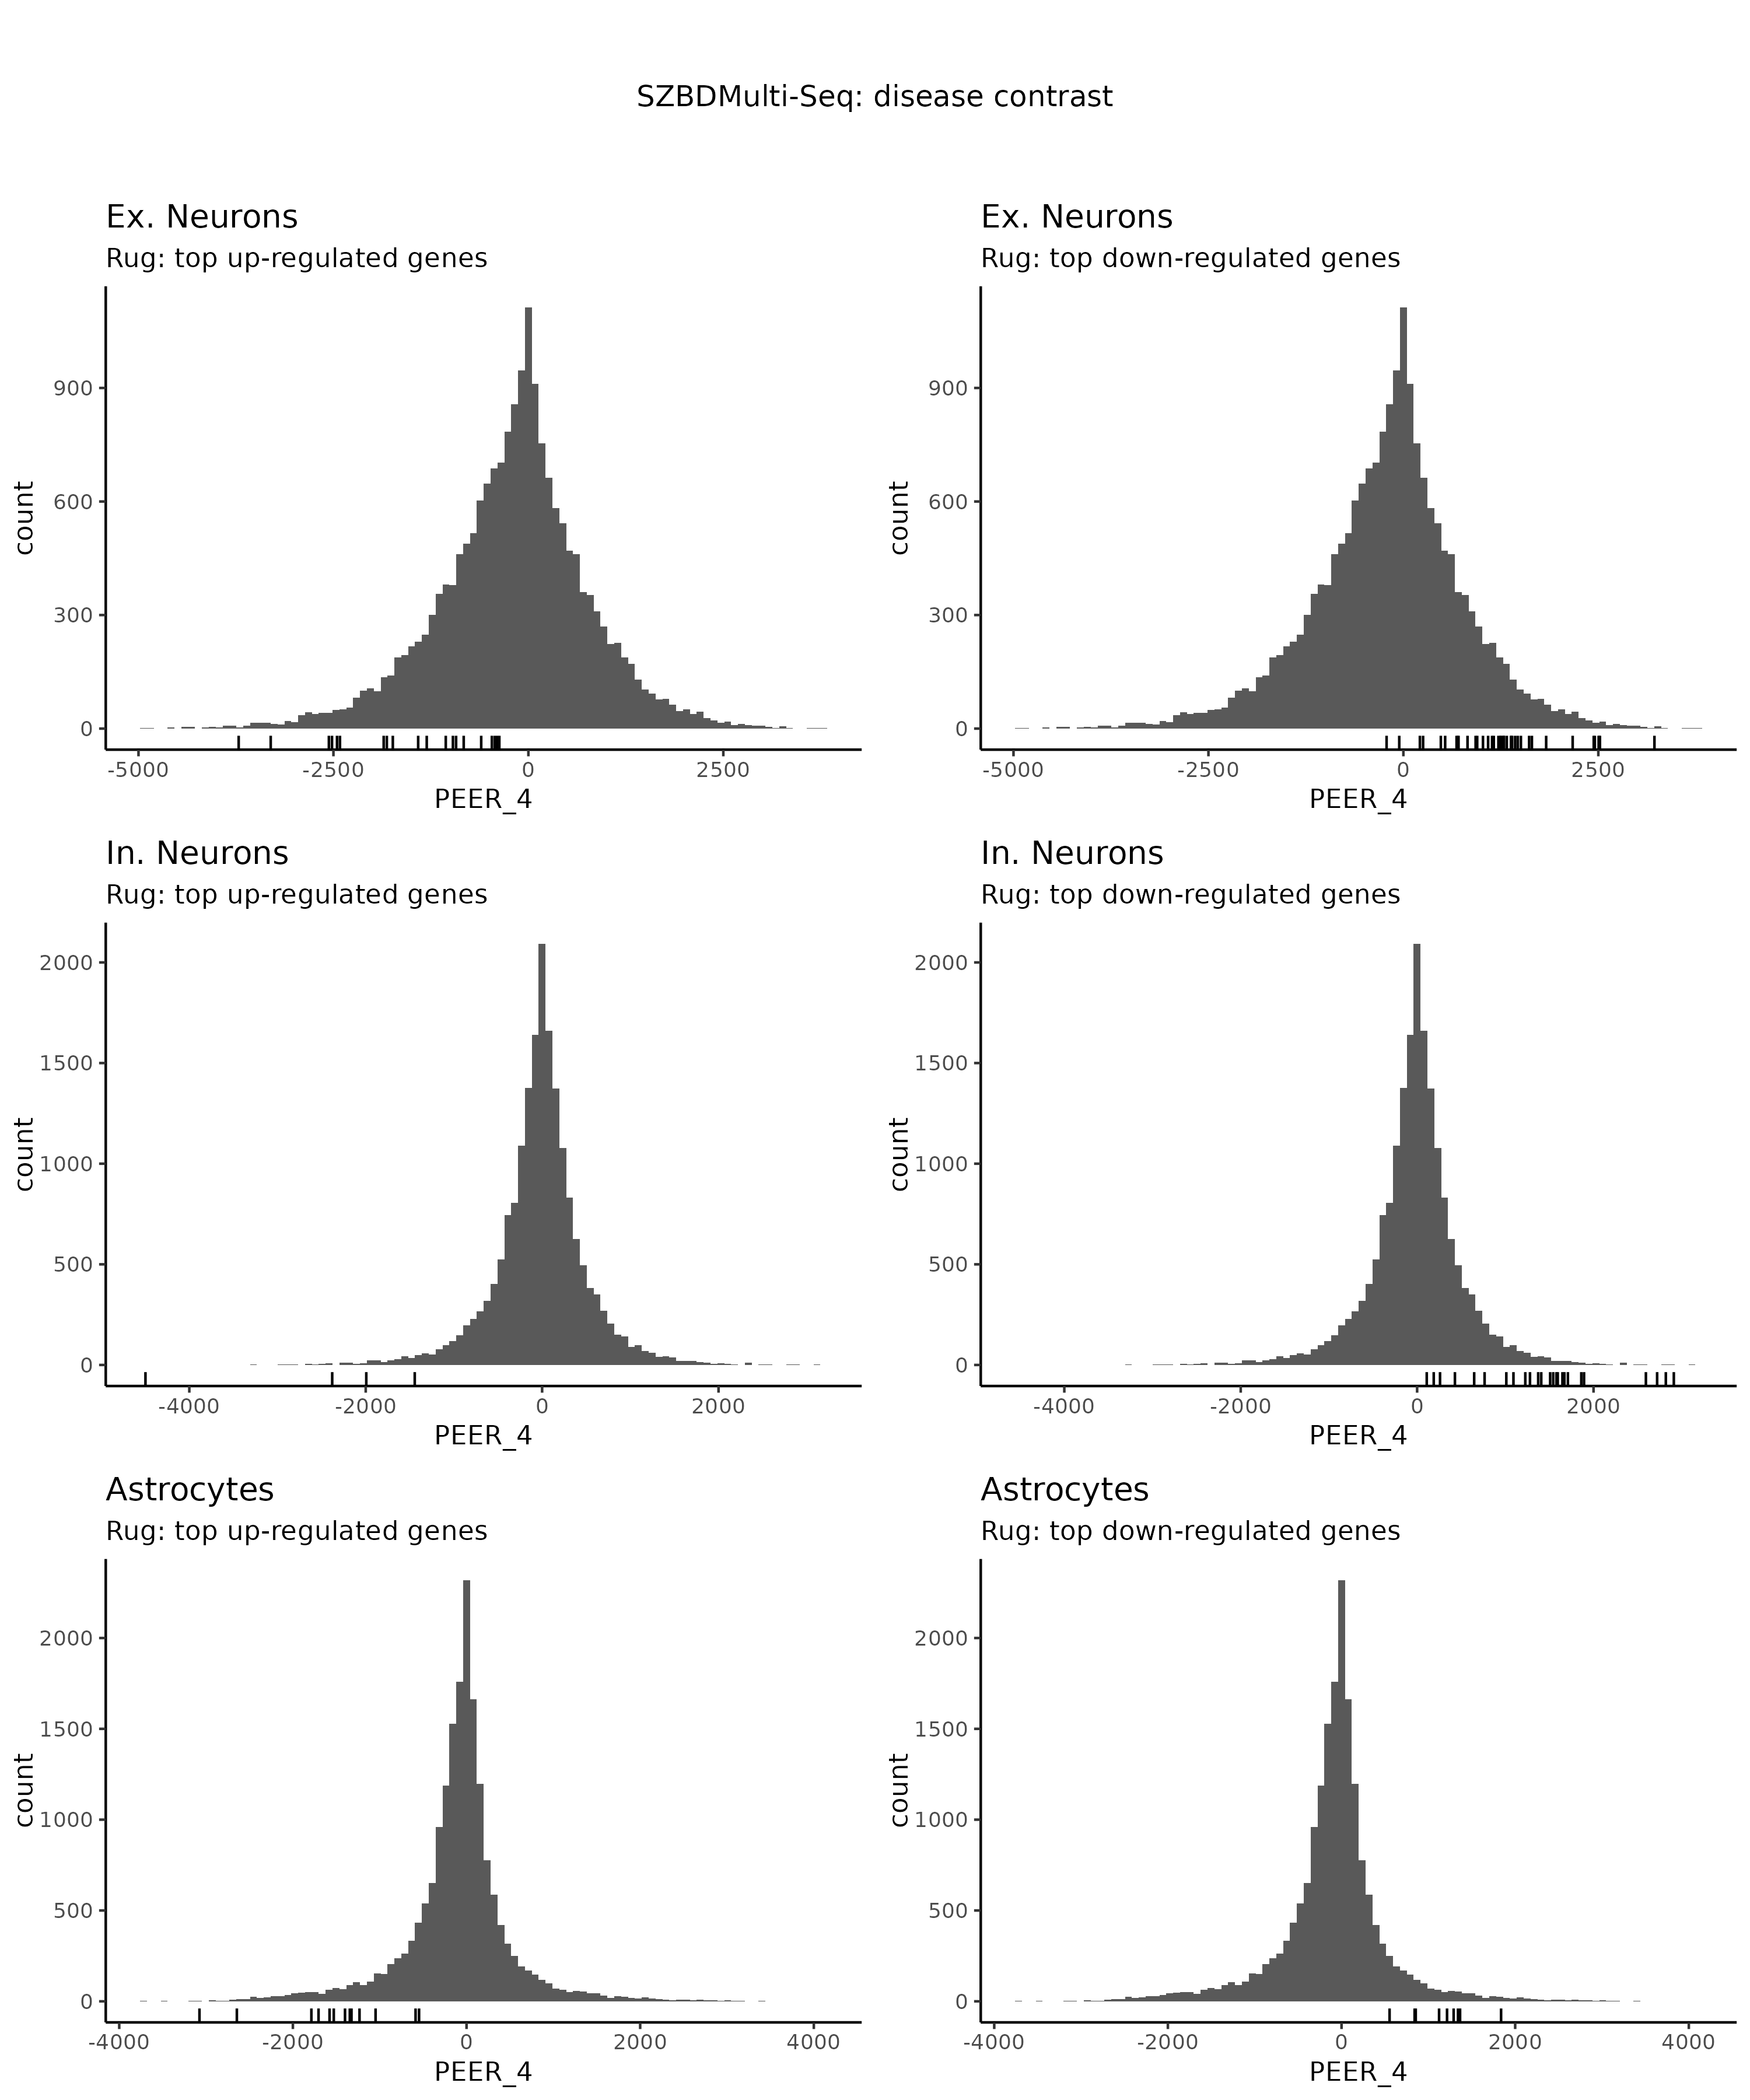 SZBDMulti-Seq: disease contrast
Ex. Neurons
Rug: top up-regulated genes
count
900
600
300
0
-5000 -2500 0 2500
PEER_4
Ex. Neurons
Rug: top down-regulated genes
count
900
600
300
0
-5000 -2500 0 2500
PEER_4
In. Neurons
Rug: top up-regulated genes
count
2000
1500
1000
500
0
-4000 -2000 0 2000
PEER_4
In. Neurons
Rug: top down-regulated genes
count
2000
1500
1000
500
0
-4000 -2000 0 2000
PEER_4
Astrocytes
Rug: top up-regulated genes
count
2000
1500
1000
500
0
-4000 -2000 0 2000 4000
PEER_4
Astrocytes
Rug: top down-regulated genes
count
2000
1500
1000
500
0
-4000 -2000 0 2000 4000
PEER_4